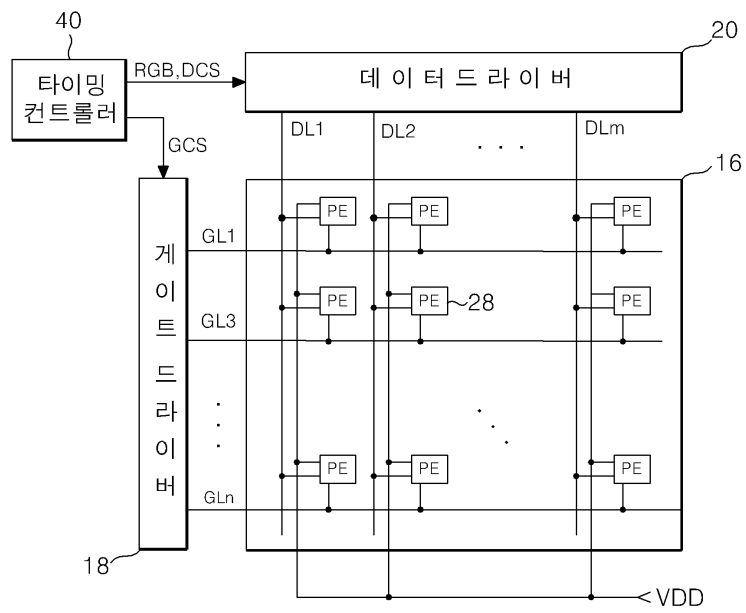 40
타이밍
컨트롤러
RGB,DCS
데이터드라이버
20
GCS
DL1
DL2
DLm
. . .
16
게이트드라이버
18
GL1
PE
PE
PE
GL3
PE
PE
28
PE
GLn
PE
PE
PE
VDD